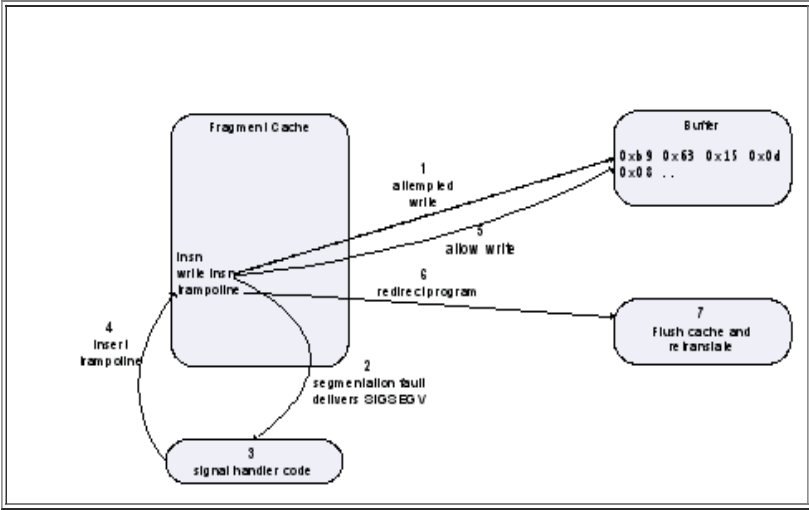 Fragment Cache
Buffer
0xb9 0x63 0x15 0x0d
0x08 ..
1
attempted
write
5
allow write
insn
write insn
trampoline
6
redirect program
7
Flush cache and
retranslate
4
insert
trampoline
2
segmentation fault
delivers SIGSEGV
3
signal handler code